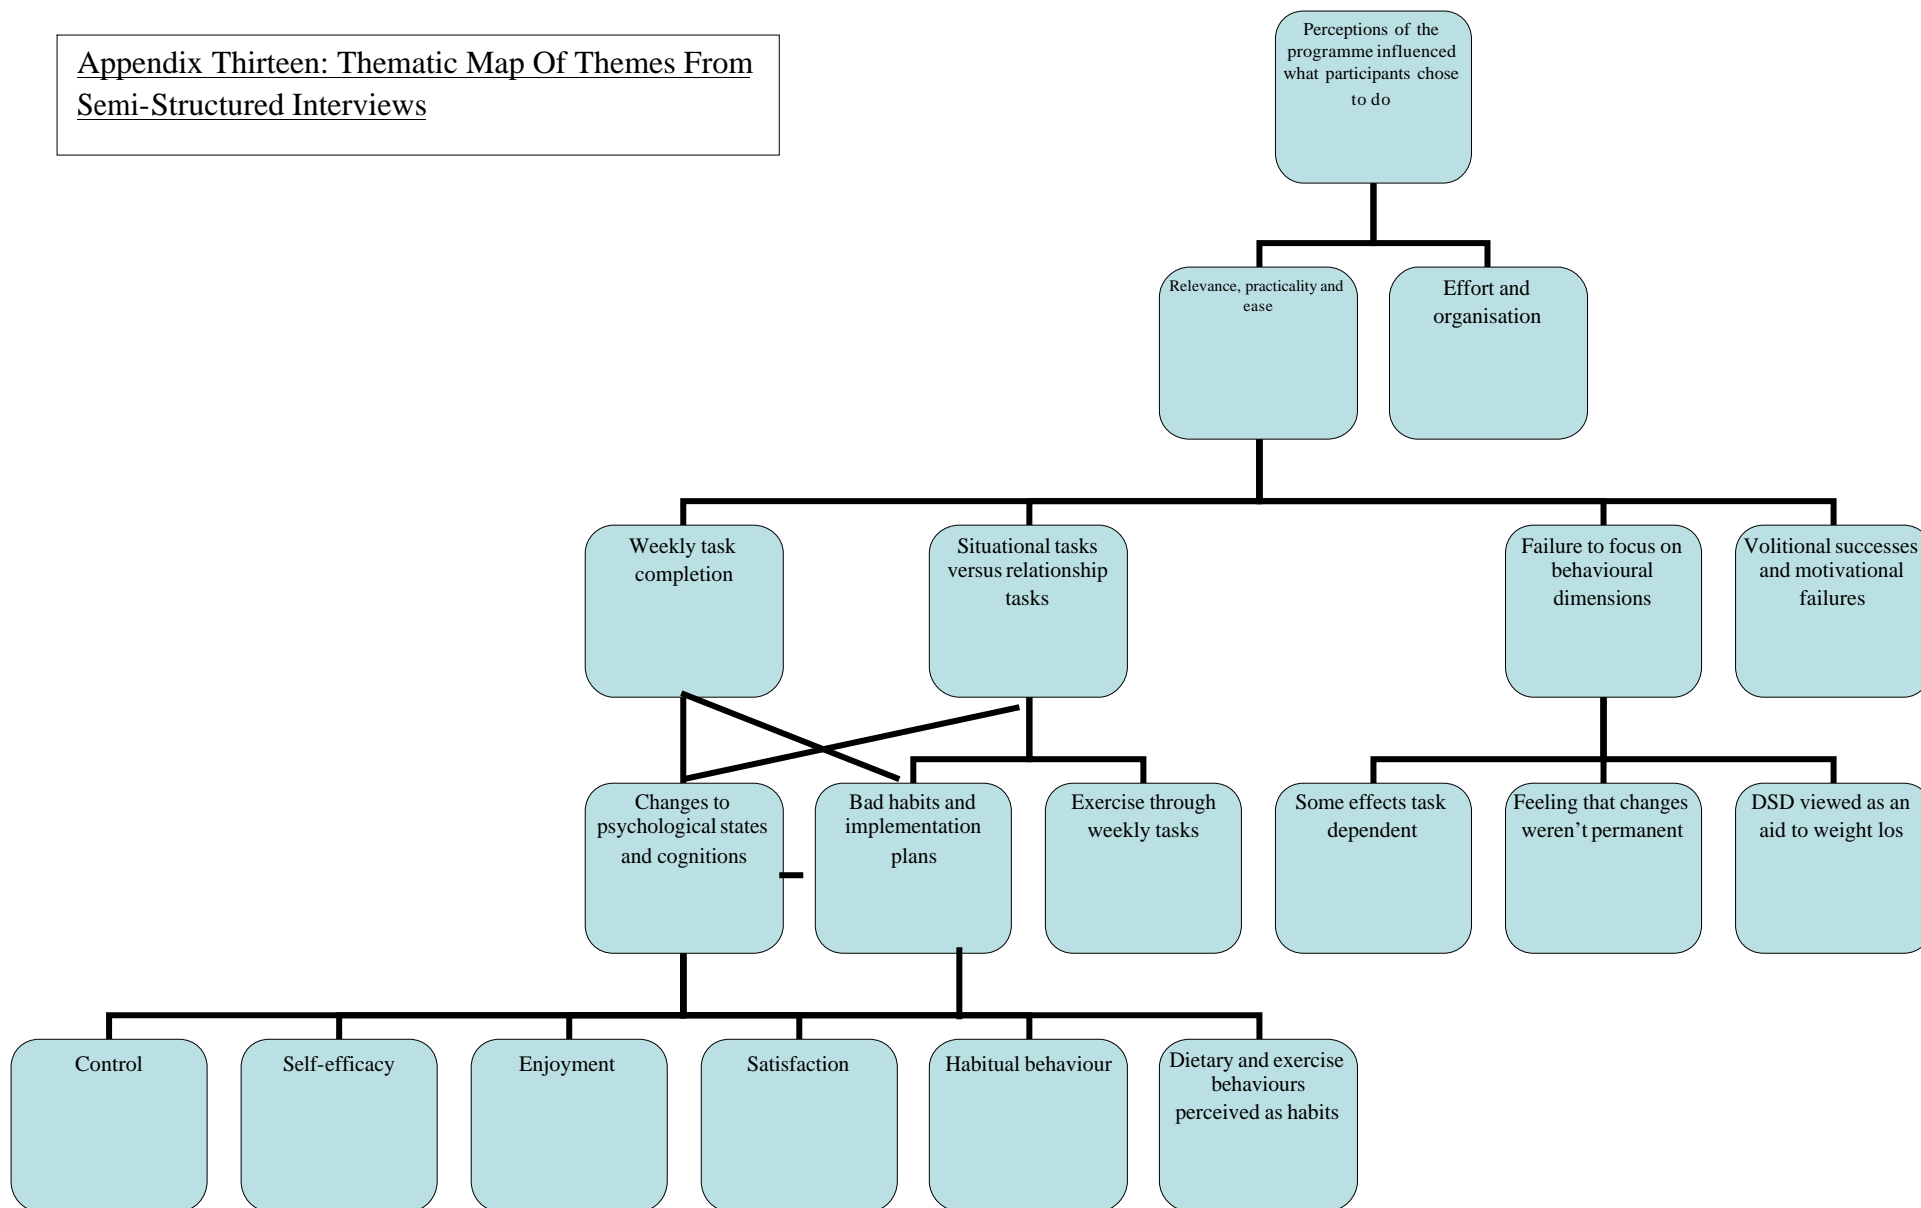 Appendix Thirteen: Thematic Map Of Themes From
Semi-Structured Interviews
Perceptions of the
programme influenced
what participants chose
to do
Relevance, practicality and
ease
Effort and
organisation
Weekly task
completion
Situational tasks
versus relationship
tasks
Failure to focus on
behavioural
dimensions
Volitional successes
and motivational
failures
Changes to
psychological states
and cognitions
Bad habits and
implementation
plans
Exercise through
weekly tasks
Some effects task
dependent
Feeling that changes
weren't permanent
DSD viewed as an
aid to weight los
Control
Self-efficacy
Enjoyment
Satisfaction
Habitual behaviour
Dietary and exercise
behaviours
perceived as habits